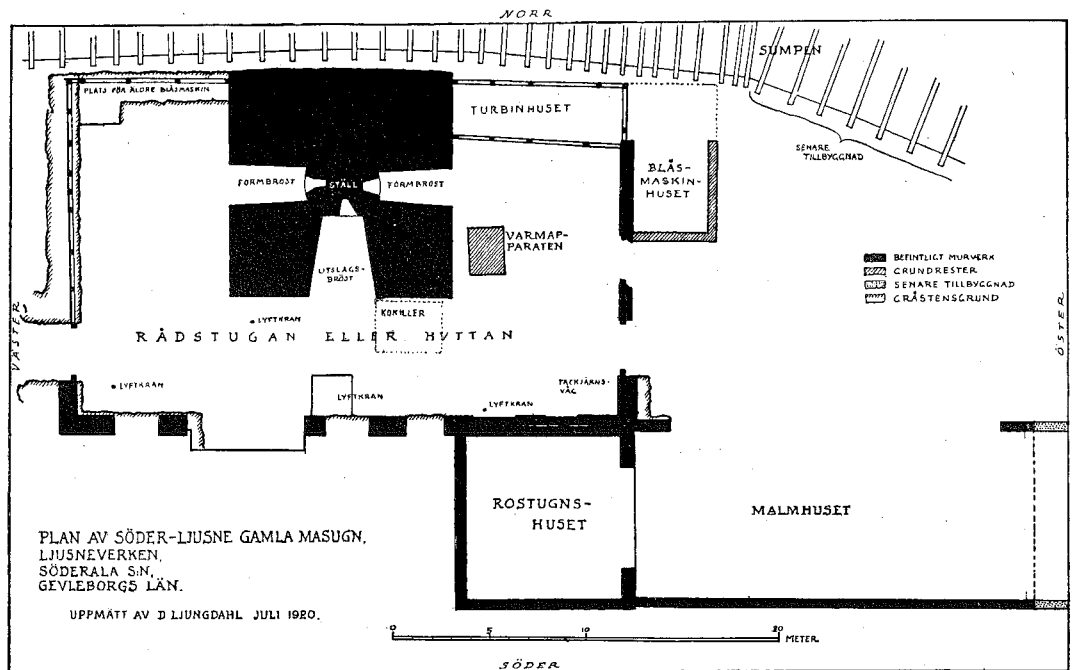 NORR
SUMPEN
PLATS FÖR ÄLDRE BLÅSMASKIN
TURBINHUSET
SENARE
TILLBYGGNAD
BLÅS-
MASKIN-
HUSET
FORMBRÖST
STÄLL
FORMBRÖST
VARMAP-
PARATEN
UTSLAGS-
BRÖST
BEFINTLIGT MURVERK
GRUNDRESTER
SENARE TILLBYGGNAD
GRÅSTENSGRUND
KOKILLER
LYFTKRAN
RÅDSTUGAN ELLER HYTTAN
VÄSTER
ÖSTER
LYFTKRAN
LYFTKRAN
LYFTKRAN
TACKJÄRNS-
VÅG
ROSTUGNS-
HUSET
MALMHUSET
PLAN AV SÖDER-LJUSNE GAMLA MASUGN,
LJUSNEVERKEN,
SÖDERALA S:N,
GEVLEBORGS LÄN.
UPPMÄTT AV D LJUNGDAHL JULI 1920.
0 5 10 20 METER
SÖDER